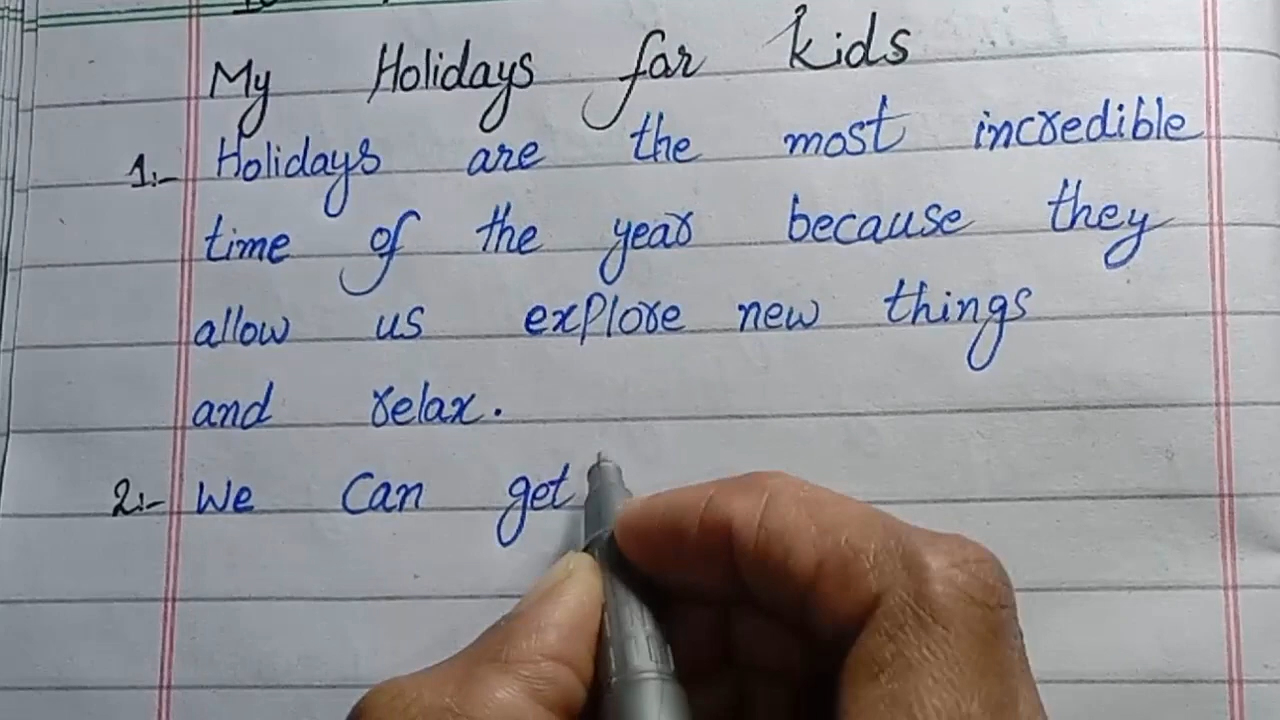 My Holidays for kids
1:- Holidays are the most incredible
time of the year because they
allow us explore new things
and relax.
2:- We Can get